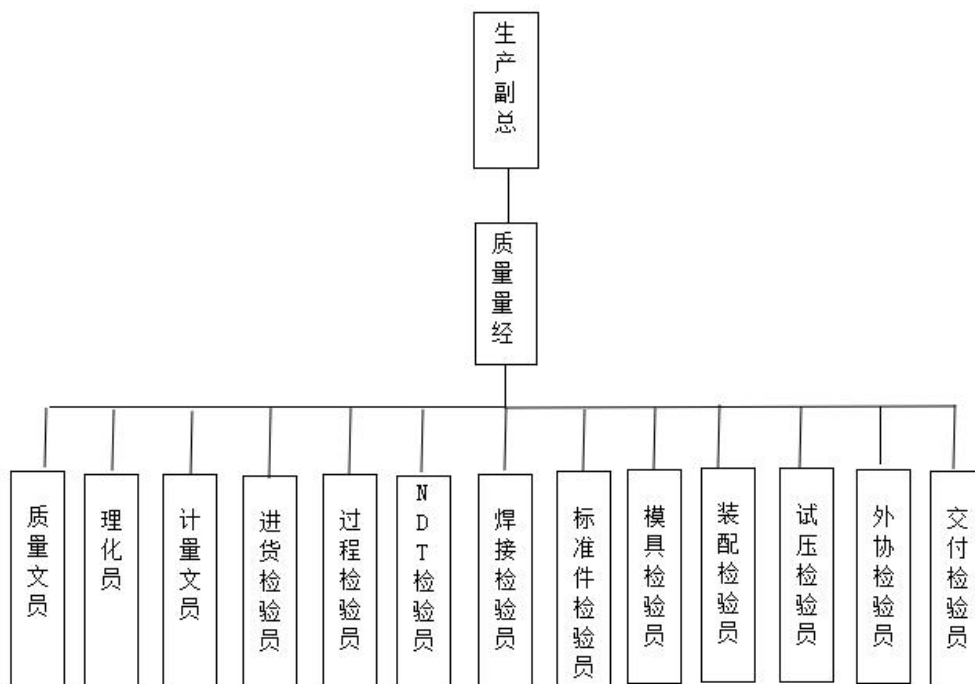 生产副总
质量量经
质量文员
理化员
计量文员
进货检验员
过程检验员
NDT检验员
焊接检验员
标准件检验员
模具检验员
装配检验员
试压检验员
外协检验员
交付检验员